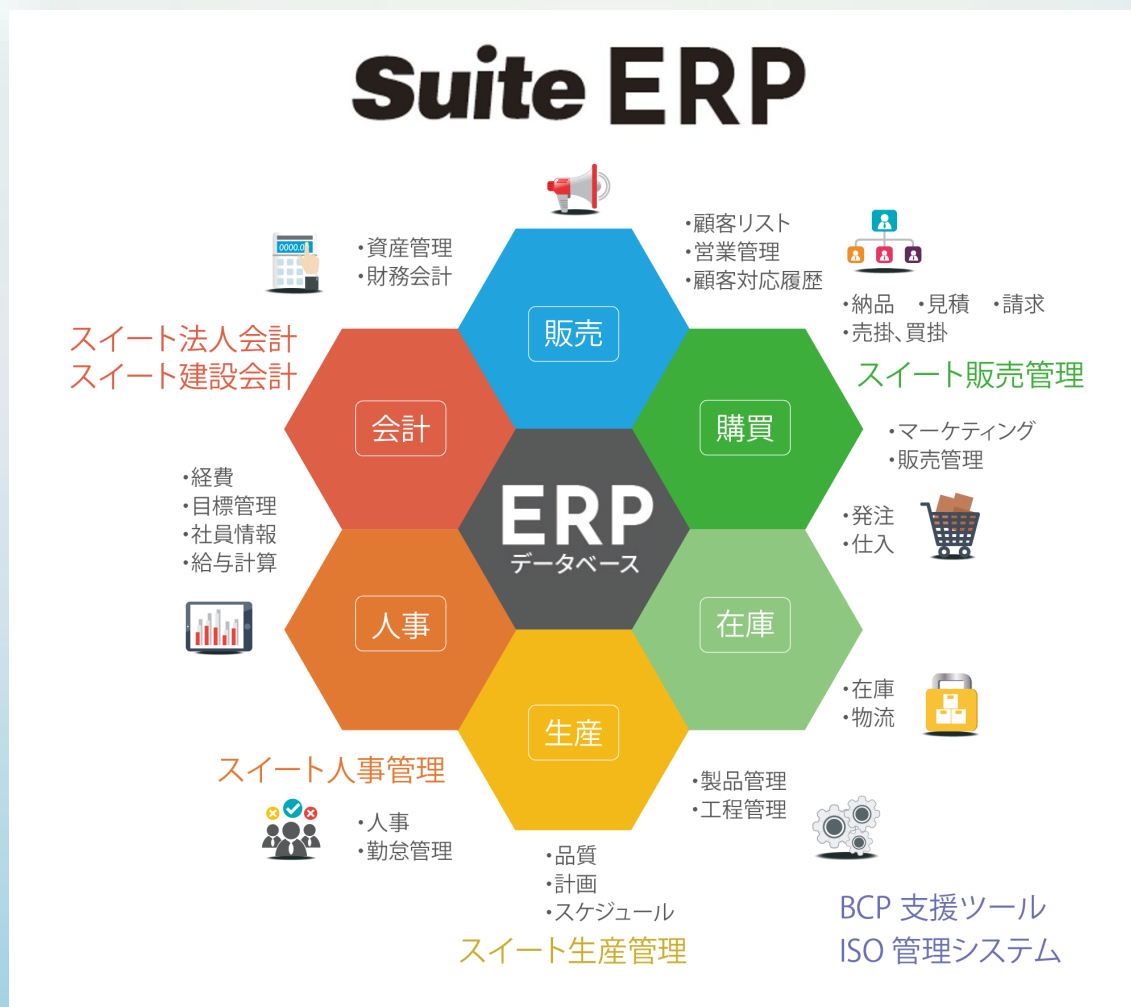 Suite ERP
・顧客リスト
・営業管理
・顧客対応履歴
・資産管理
・財務会計
0000.0
・納品 ・見積 ・請求
・売掛、買掛
販売
スイート法人会計
スイート建設会計
スイート販売管理
会計
購買
・マーケティング
・販売管理
・経費
・目標管理
・社員情報
・給与計算
ERP
データベース
・発注
・仕入
人事
在庫
・在庫
・物流
生産
スイート人事管理
・製品管理
・工程管理
・人事
・勤怠管理
・品質
・計画
・スケジュール
スイート生産管理
BCP 支援ツール
ISO 管理システム